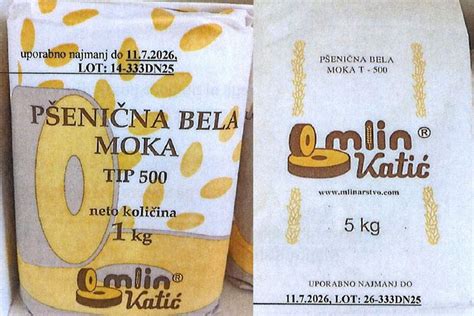 uporabno najmanj do 11.7.2026,
LOT: 14-333DN25
PŠENIČNA BELA
MOKA
TIP 500
neto količina
1 kg
mlin®
Katić
PŠENIČNA BELA
MOKA T - 500
mlin®
Katić
www.mlinarstvo.com
5 kg
UPORABNO NAJMANJ DO
11.7.2026, LOT: 26-333DN25